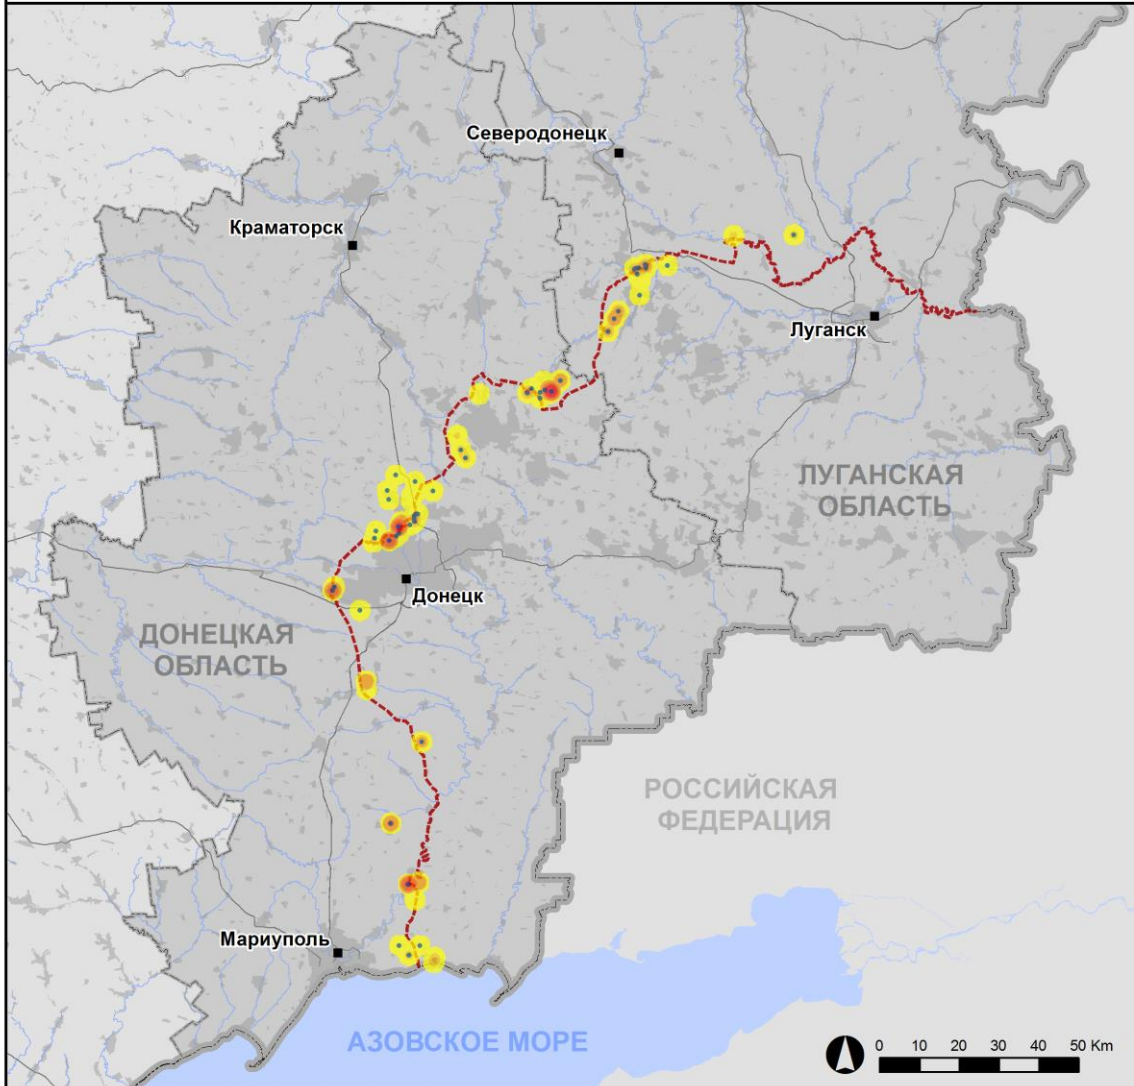 Северодонецк
Краматорск
Луганск
ЛУГАНСКАЯ
ОБЛАСТЬ
Донецк
ДОНЕЦКАЯ
ОБЛАСТЬ
РОССИЙСКАЯ
ФЕДЕРАЦИЯ
Мариуполь
АЗОВСКОЕ МОРЕ
0 10 20 30 40 50 Km